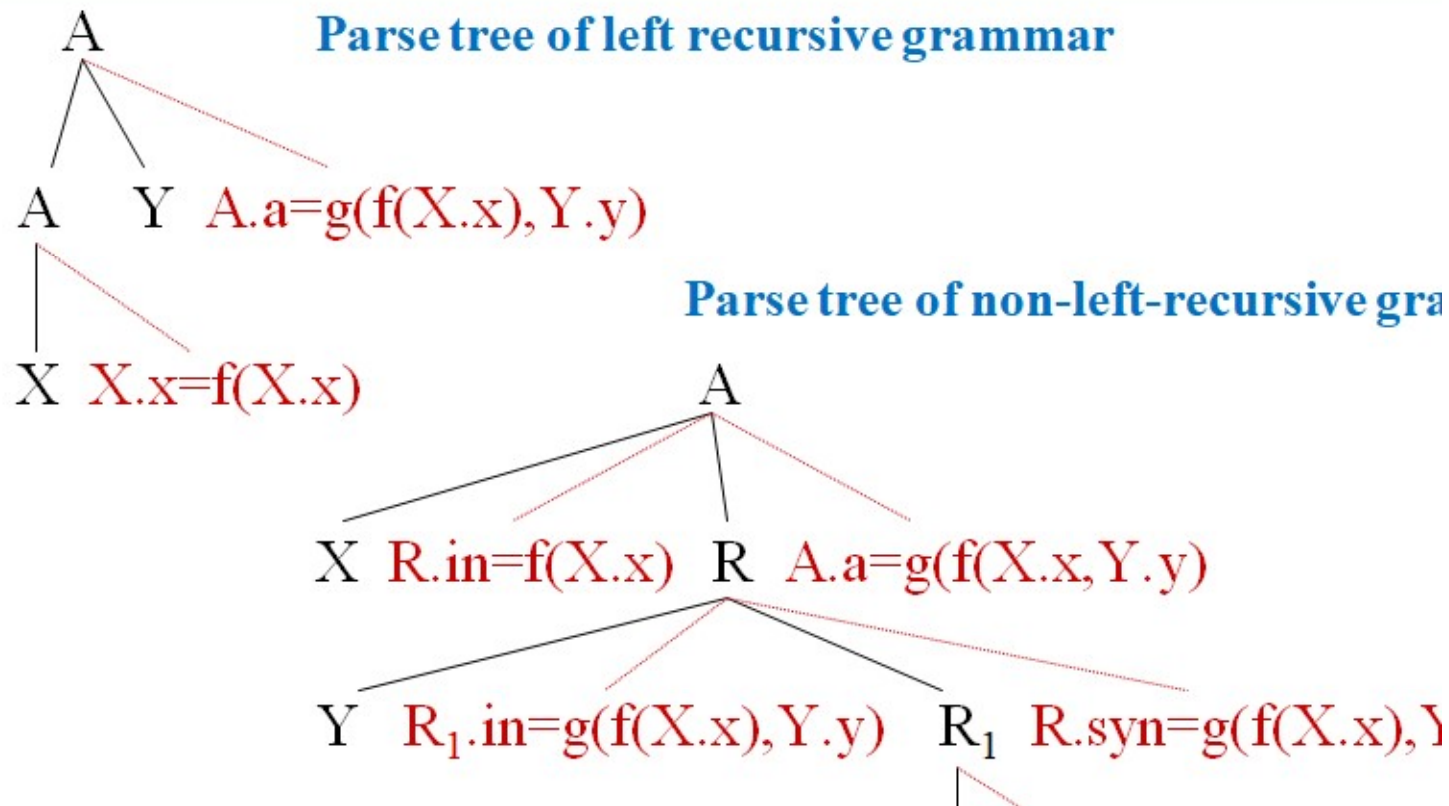 A Parse tree of left recursive grammar
A Y A.a=g(f(X.x),Y.y)
Parse tree of non-left-recursive gra
X X.x=f(X.x)
A
X R.in=f(X.x) R A.a=g(f(X.x,Y.y)
Y R₁.in=g(f(X.x),Y.y) R₁ R.syn=g(f(X.x),Y